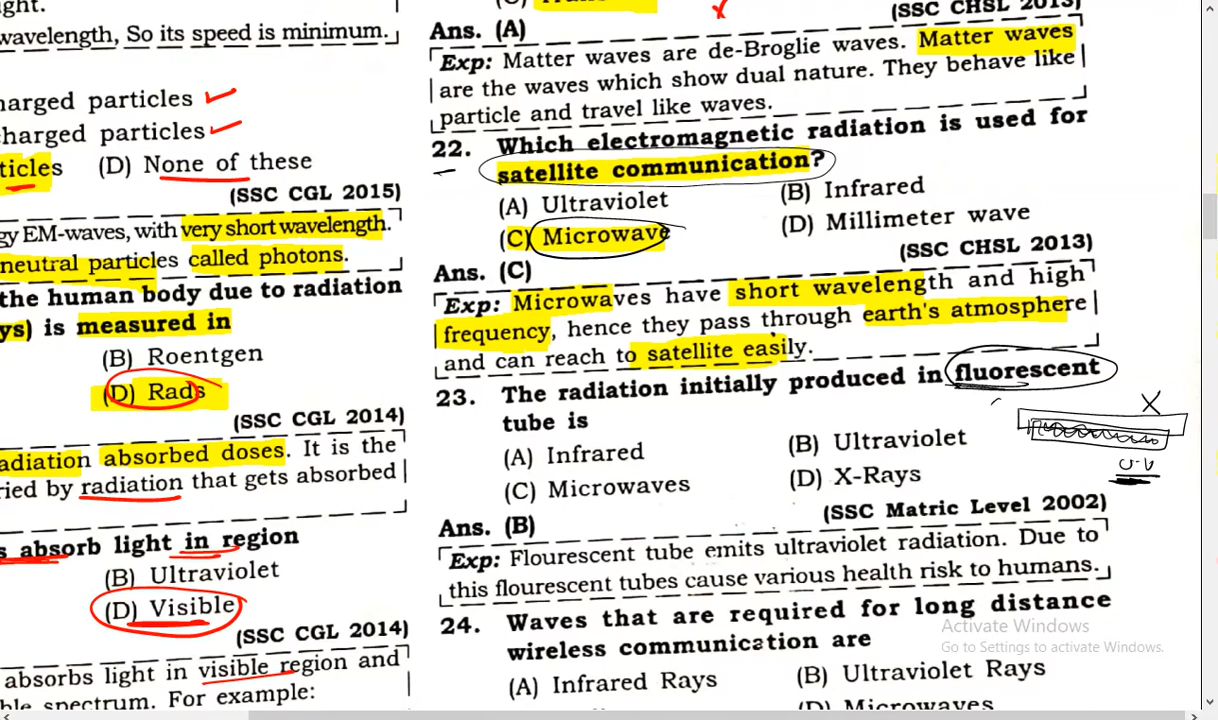 ght.
wavelength, So its speed is minimum.
harged particles
charged particles
ticles (D) None of these
(SSC CGL 2015)
gy EM-waves, with very short wavelength.
neutral particles called photons.
the human body due to radiation
ys) is measured in
(B) Roentgen
(D) Rads
(SSC CGL 2014)
adiation absorbed doses. It is the
ried by radiation that gets absorbed
s absorb light in region
(B) Ultraviolet
(D) Visible
(SSC CGL 2014)
absorbs light in visible region and
ble spectrum. For example:
(SSC CHSL 2013)
Ans. (A)
Exp: Matter waves are de-Broglie waves. Matter waves
are the waves which show dual nature. They behave like
particle and travel like waves.
22. Which electromagnetic radiation is used for
satellite communication?
(A) Ultraviolet (B) Infrared
(C) Microwave (D) Millimeter wave
(SSC CHSL 2013)
Ans. (C)
Exp: Microwaves have short wavelength and high
frequency, hence they pass through earth's atmosphere
and can reach to satellite easily.
23. The radiation initially produced in fluorescent
tube is
(A) Infrared (B) Ultraviolet
(C) Microwaves (D) X-Rays
(SSC Matric Level 2002)
Ans. (B)
Exp: Flourescent tube emits ultraviolet radiation. Due to
this flourescent tubes cause various health risk to humans.
24. Waves that are required for long distance
wireless communication are
(A) Infrared Rays (B) Ultraviolet Rays
(D) Microwaves
X
U-V
Activate Windows
Go to Settings to activate Windows.